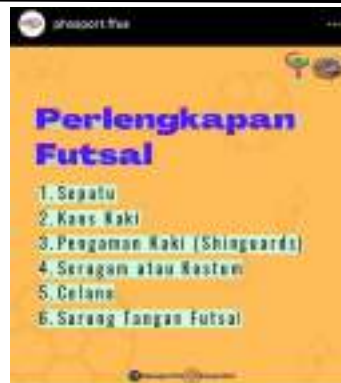 Perlengkapan
Futsal
1. Sepatu
2. Kaos Kaki
3. Pengaman Kaki (Shinguards)
4. Seragam atau Kostum
5. Celana
6. Sarung Tangan Futsal